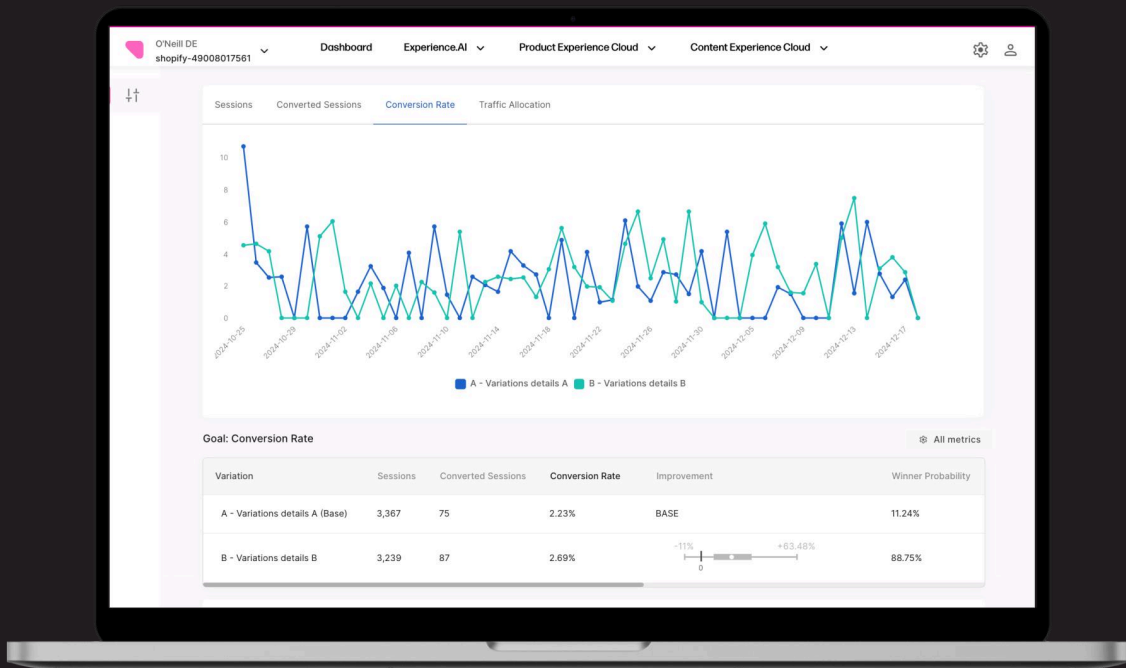 O'Neill DE
shopify-49008017561
Dashboard
Experience.AI
Product Experience Cloud
Content Experience Cloud
Sessions
Converted Sessions
Conversion Rate
Traffic Allocation
10
8
6
4
2
0
2024-10-25
2024-10-29
2024-11-02
2024-11-06
2024-11-10
2024-11-14
2024-11-18
2024-11-22
2024-11-26
2024-11-30
2024-12-05
2024-12-09
2024-12-13
2024-12-17
A - Variations details A
B - Variations details B
Goal: Conversion Rate
All metrics
Variation Sessions Converted Sessions Conversion Rate Improvement Winner Probability
A - Variations details A (Base) 3,367 75 2.23% BASE 11.24%
-11% +63.48%
B - Variations details B 3,239 87 2.69% 88.75%
0